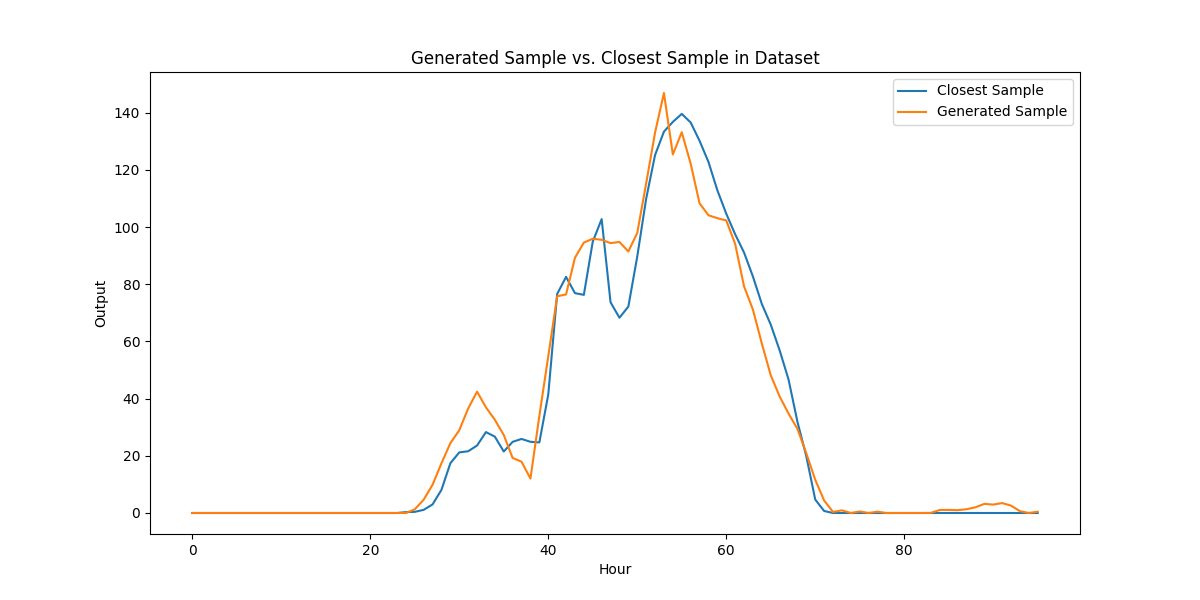 Generated Sample vs. Closest Sample in Dataset
Closest Sample
Generated Sample
Output
140
120
100
80
60
40
20
0
0 20 40 60 80
Hour